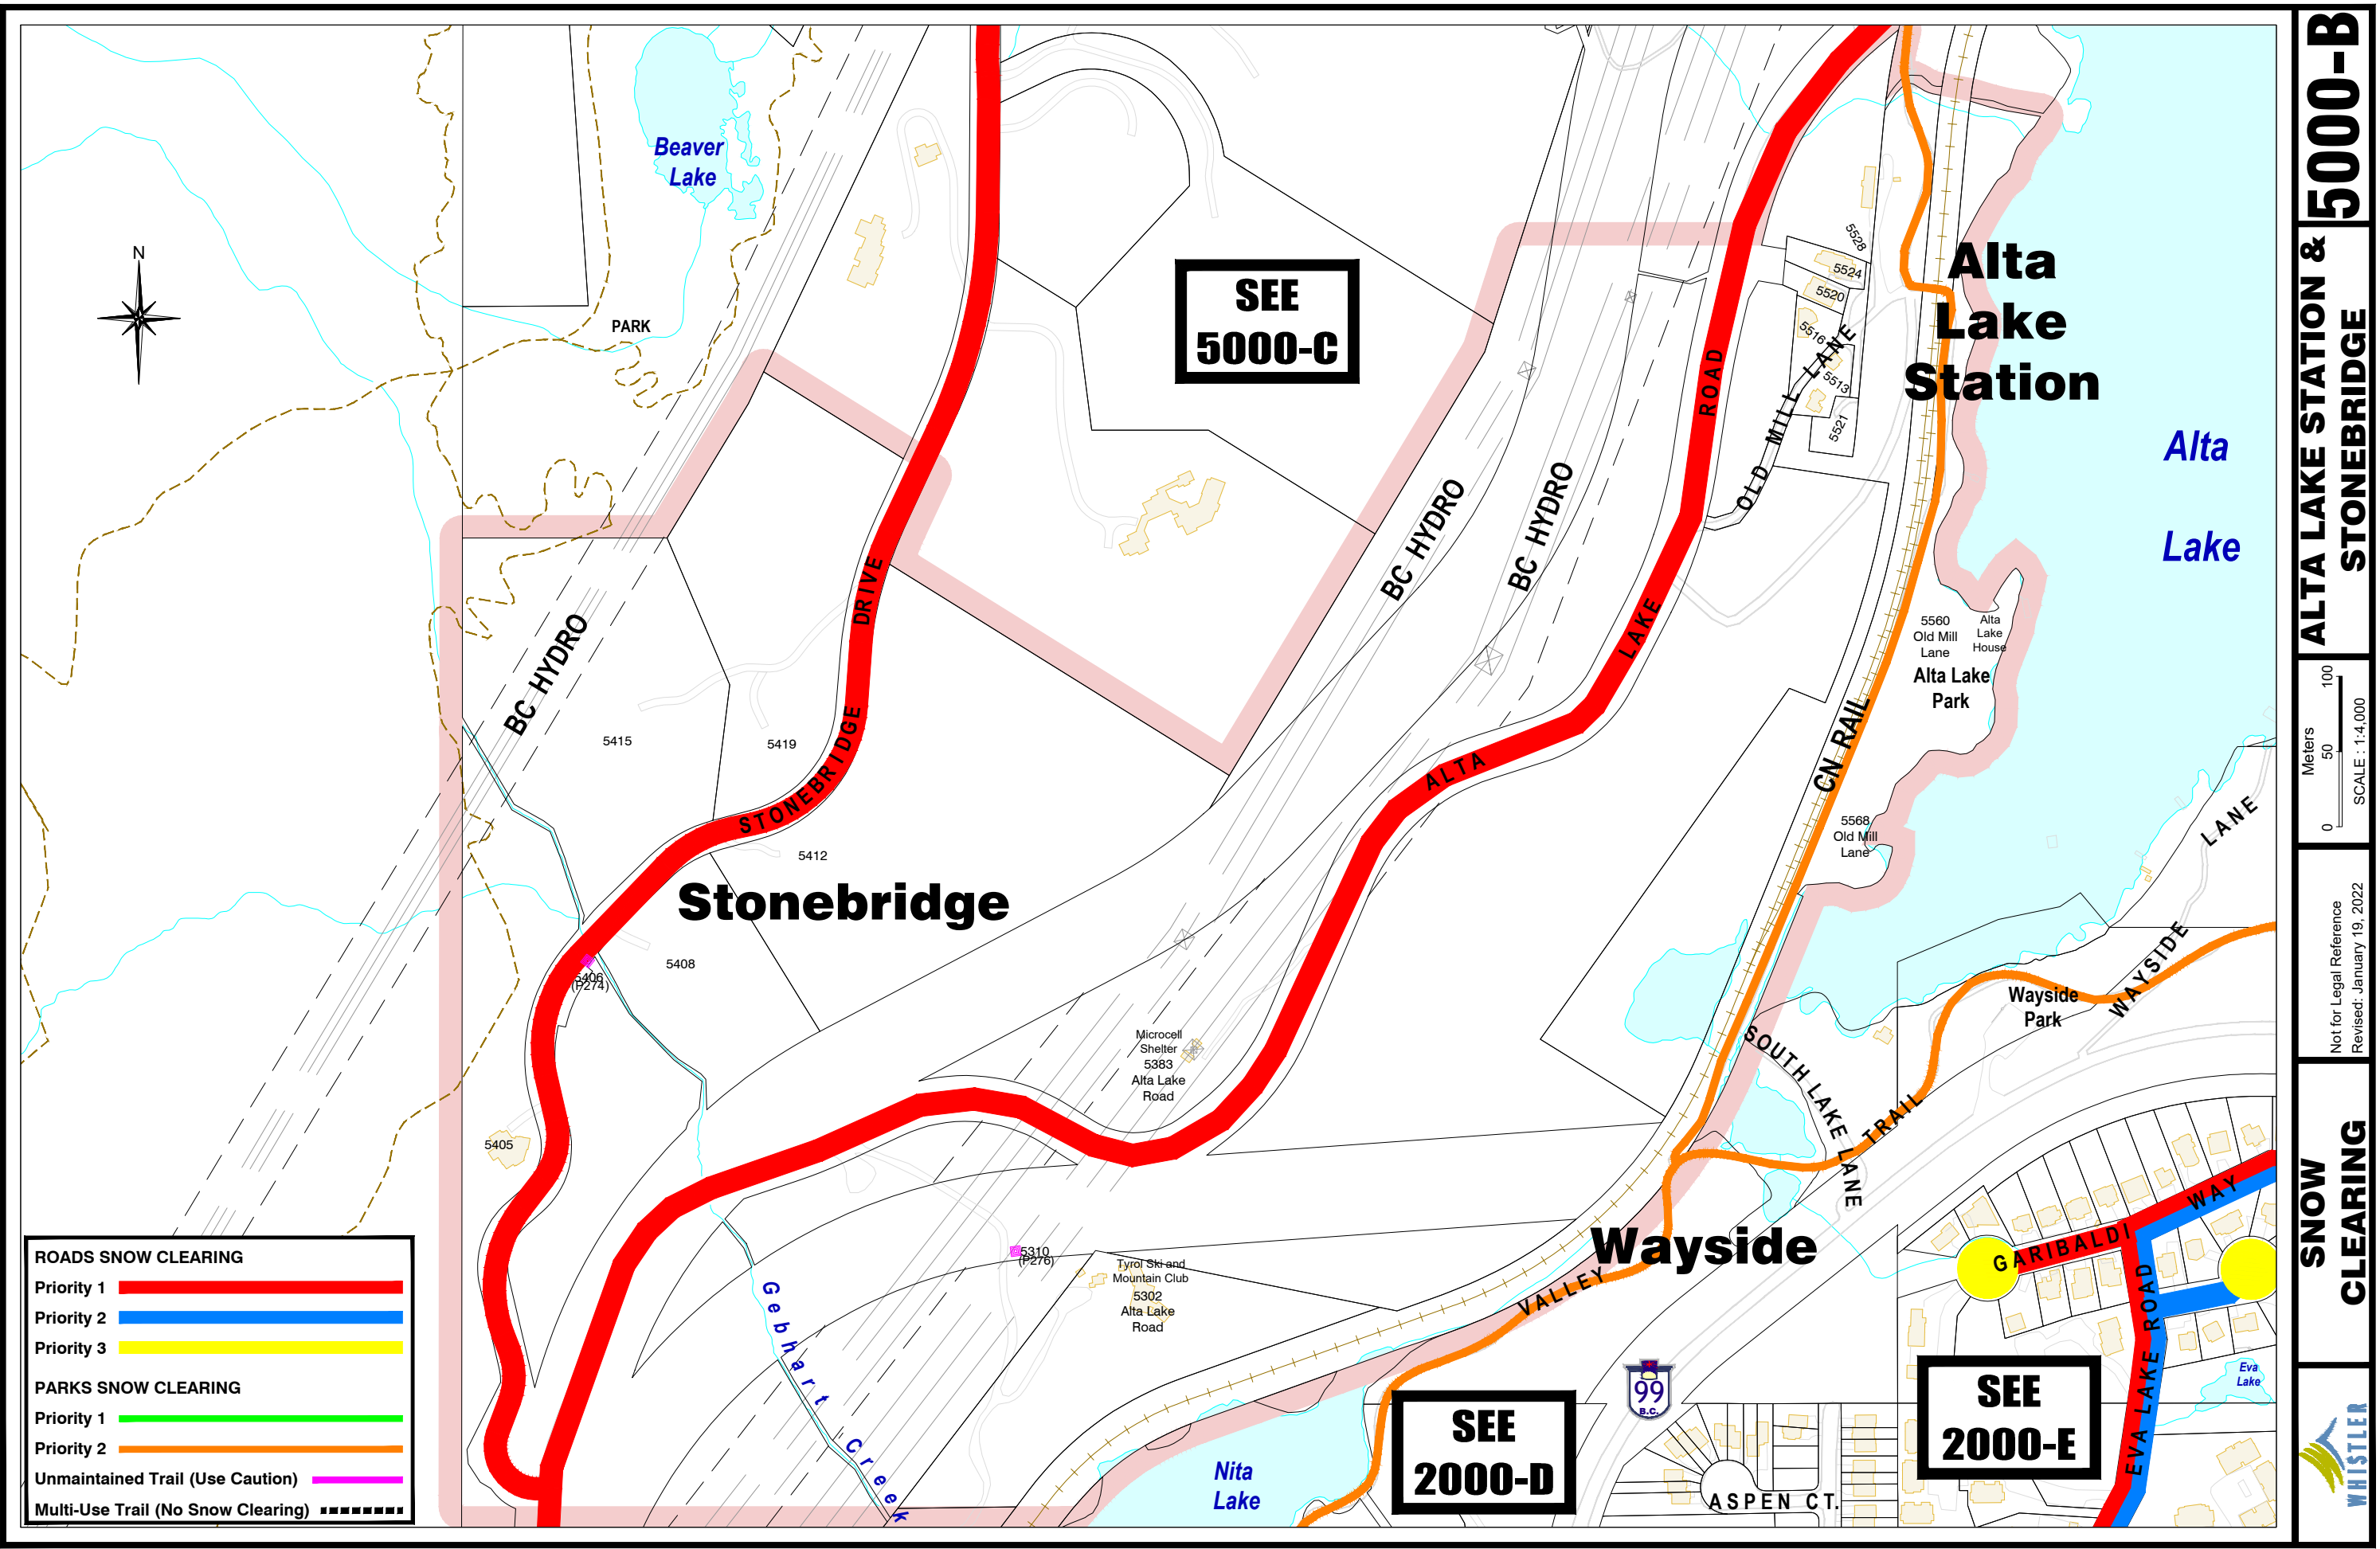 Beaver
Lake
N
PARK
SEE
5000-C
BC HYDRO
BC HYDRO
BC HYDRO
STONEBRIDGE DRIVE
ALTA LAKE ROAD
OLD MILL LANE
5528
5524
5520
5516
5513
5521
Alta
Lake
Station
Alta
Lake
5560
Old Mill
Lane
Alta
Lake
House
Alta Lake
Park
CN RAIL
5568
Old Mill
Lane
5415
5419
5412
Stonebridge
5408
5406
(P274)
5405
Microcell
Shelter
5383
Alta Lake
Road
5310
(P276)
Tyrol Ski and
Mountain Club
5302
Alta Lake
Road
Gebhart Creek
Wayside
Park
WAYSIDE LANE
SOUTH LAKE LANE
VALLEY TRAIL
Wayside
GARIBALDI WAY
EVA LAKE ROAD
EVA LAKE ROAD
Eva
Lake
99
B.C.
SEE
2000-D
SEE
2000-E
ASPEN CT.
Nita
Lake
ROADS SNOW CLEARING
Priority 1
Priority 2
Priority 3
PARKS SNOW CLEARING
Priority 1
Priority 2
Unmaintained Trail (Use Caution)
Multi-Use Trail (No Snow Clearing)
5000-B
ALTA LAKE STATION &
STONEBRIDGE
Meters
0 50 100
SCALE : 1:4,000
Not for Legal Reference
Revised: January 19, 2022
SNOW
CLEARING
WHISTLER